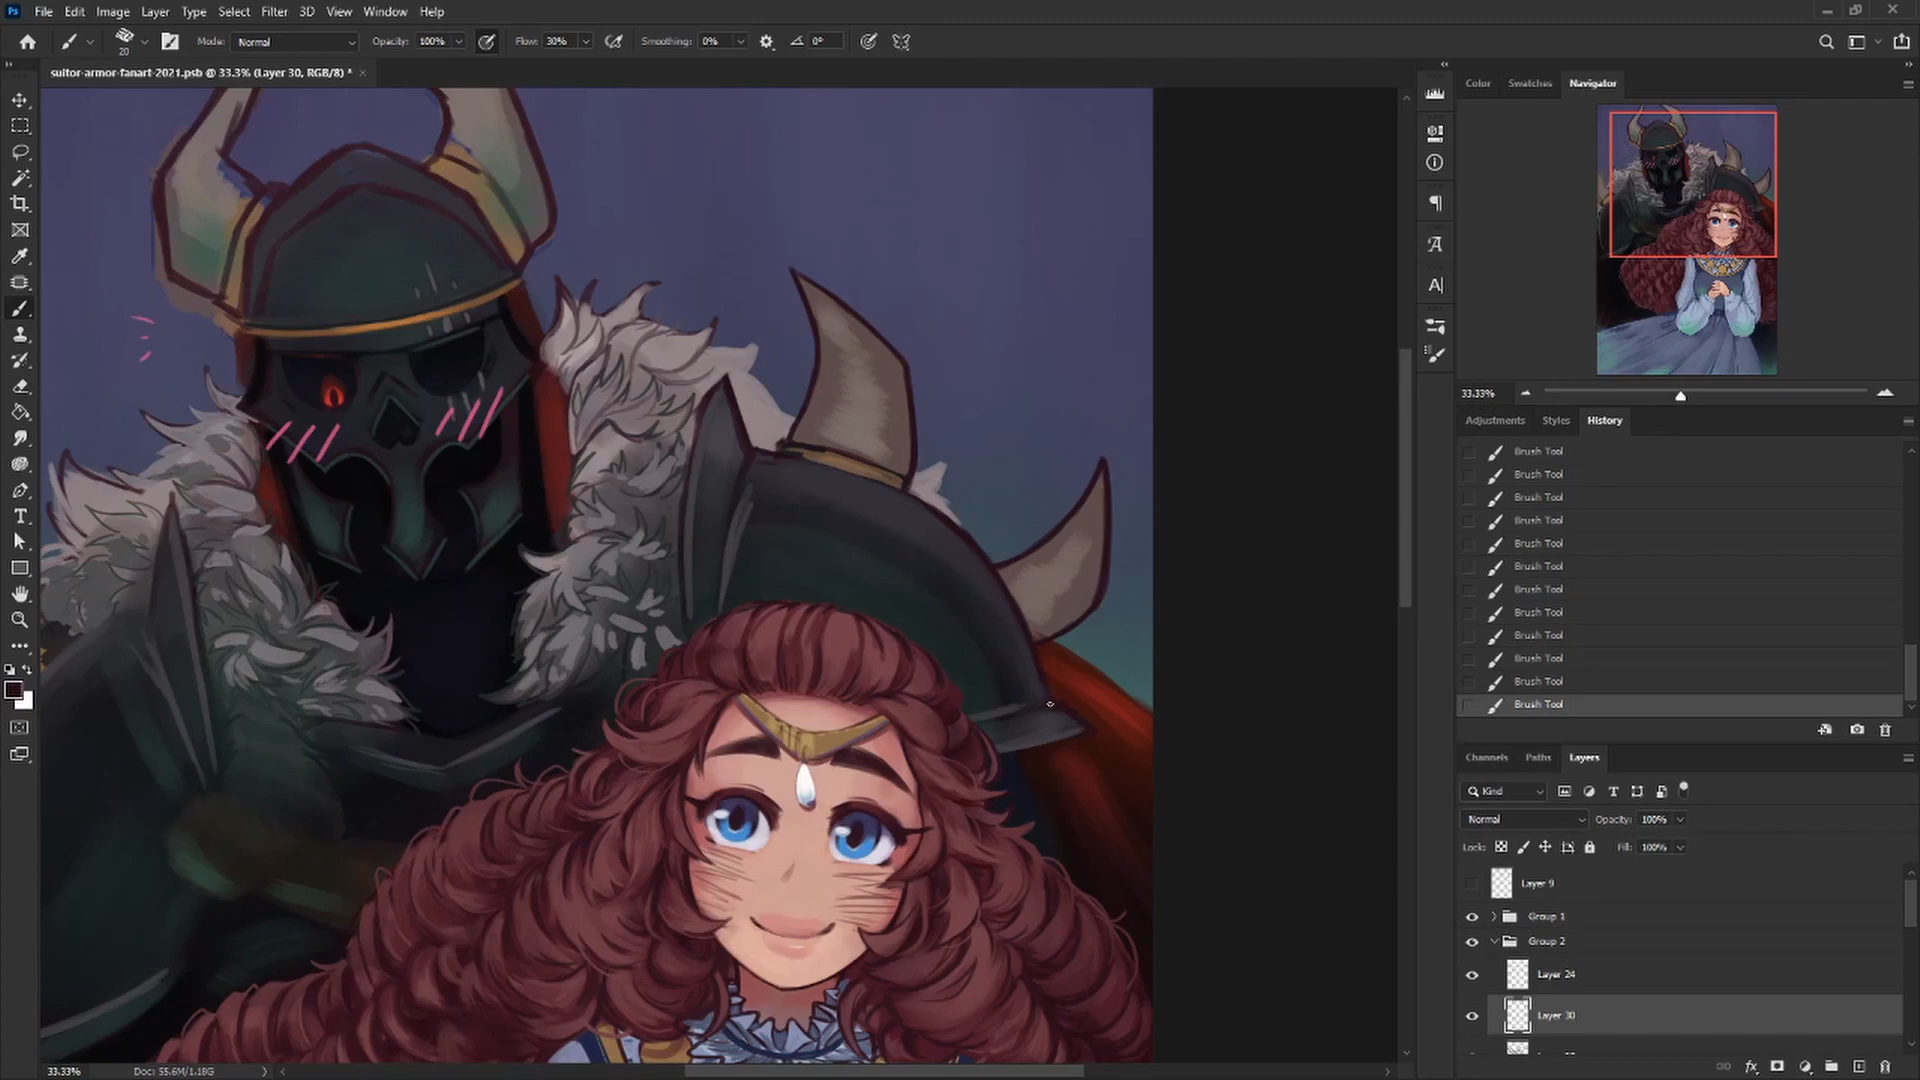 Ps File Edit Image Layer Type Select Filter 3D View Window Help
20 Mode: Normal Opacity: 100% Flow: 30% Smoothing: 0% 0°
suitor-armor-fanart-2021.psb @ 33.3% (Layer 30, RGB/8) *
Color Swatches Navigator
33.33%
Adjustments Styles History
Brush Tool
Brush Tool
Brush Tool
Brush Tool
Brush Tool
Brush Tool
Brush Tool
Brush Tool
Brush Tool
Brush Tool
Brush Tool
Brush Tool
Channels Paths Layers
Kind
Normal Opacity: 100%
Lock: Fill: 100%
Layer 9
Group 1
Group 2
Layer 24
Layer 30
33.33% Doc: 55.6M/1.18G